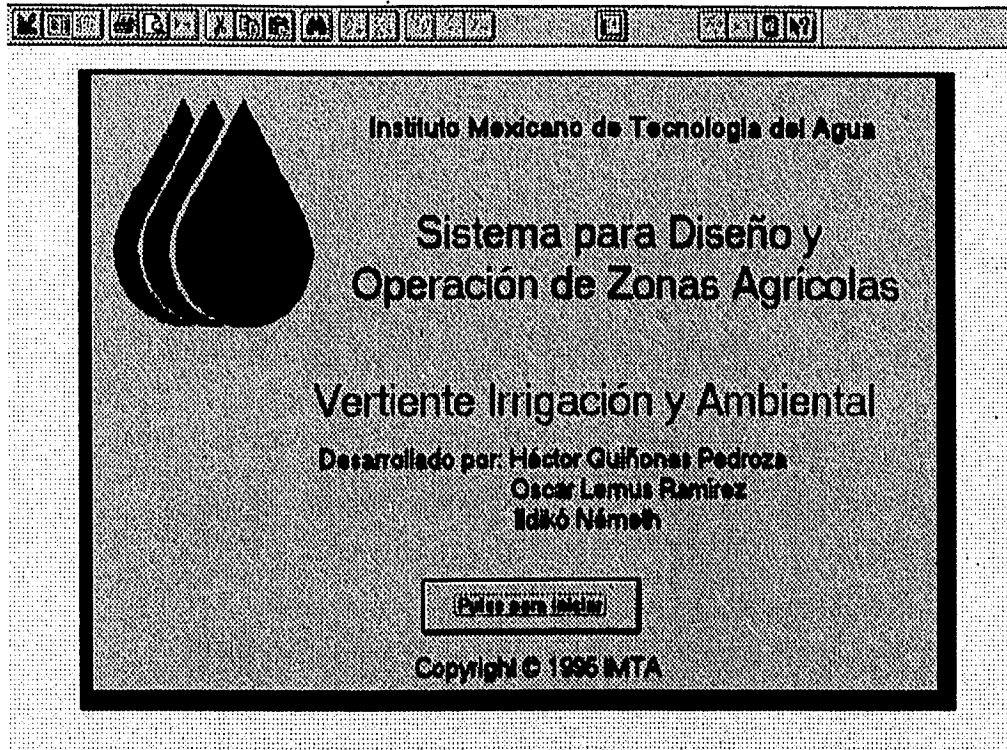 Instituto Mexicano de Tecnologia del Agua
Sistema para Diseño y
Operación de Zonas Agrícolas
Vertiente Irrigación y Ambiental
Desarrollado por: Héctor Quiñones Pedroza
Oscar Lemus Ramírez
Ildikó Németh
Pulse para iniciar
Copyright © 1995 IMTA